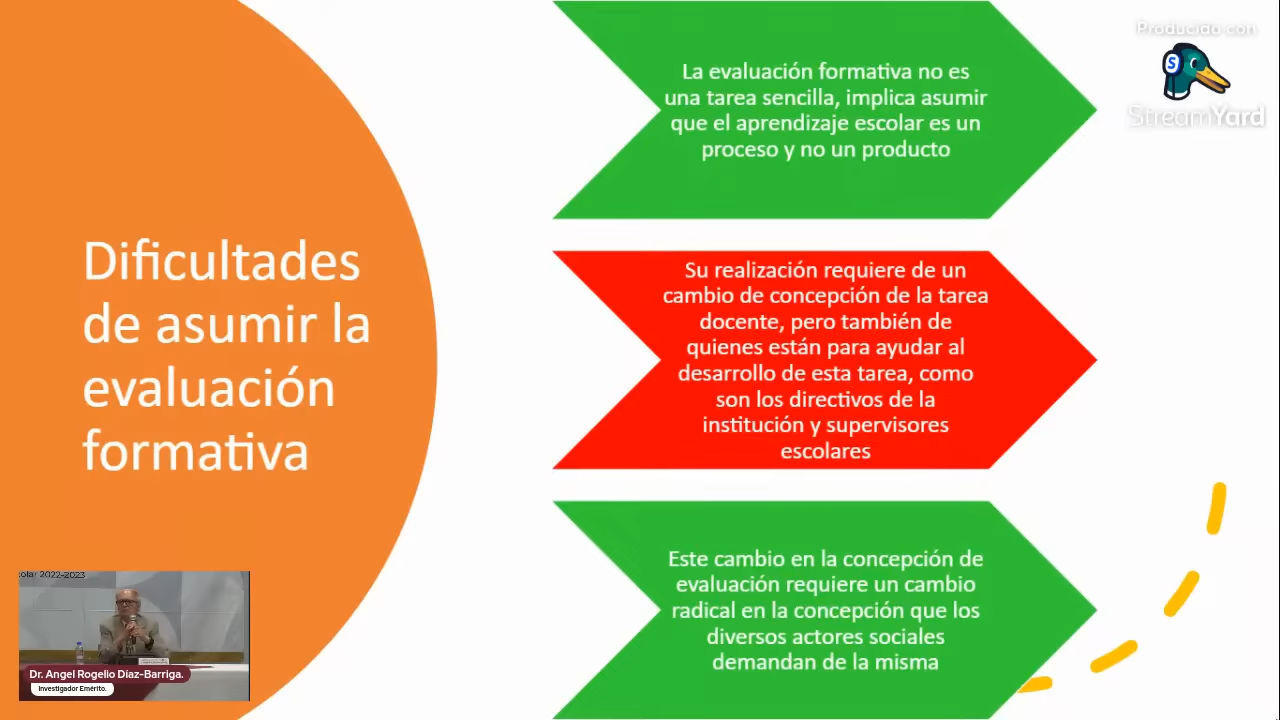 Dificultades
de asumir la
evaluación
formativa
La evaluación formativa no es
una tarea sencilla, implica asumir
que el aprendizaje escolar es un
proceso y no un producto
Su realización requiere de un
cambio de concepción de la tarea
docente, pero también de
quienes están para ayudar al
desarrollo de esta tarea, como
son los directivos de la
institución y supervisores
escolares
Este cambio en la concepción de
evaluación requiere un cambio
radical en la concepción que los
diversos actores sociales
demandan de la misma
Producido con
S
StreamYard
2022-2023
Dr. Angel Rogelio Díaz-Barriga.
Investigador Emérito.